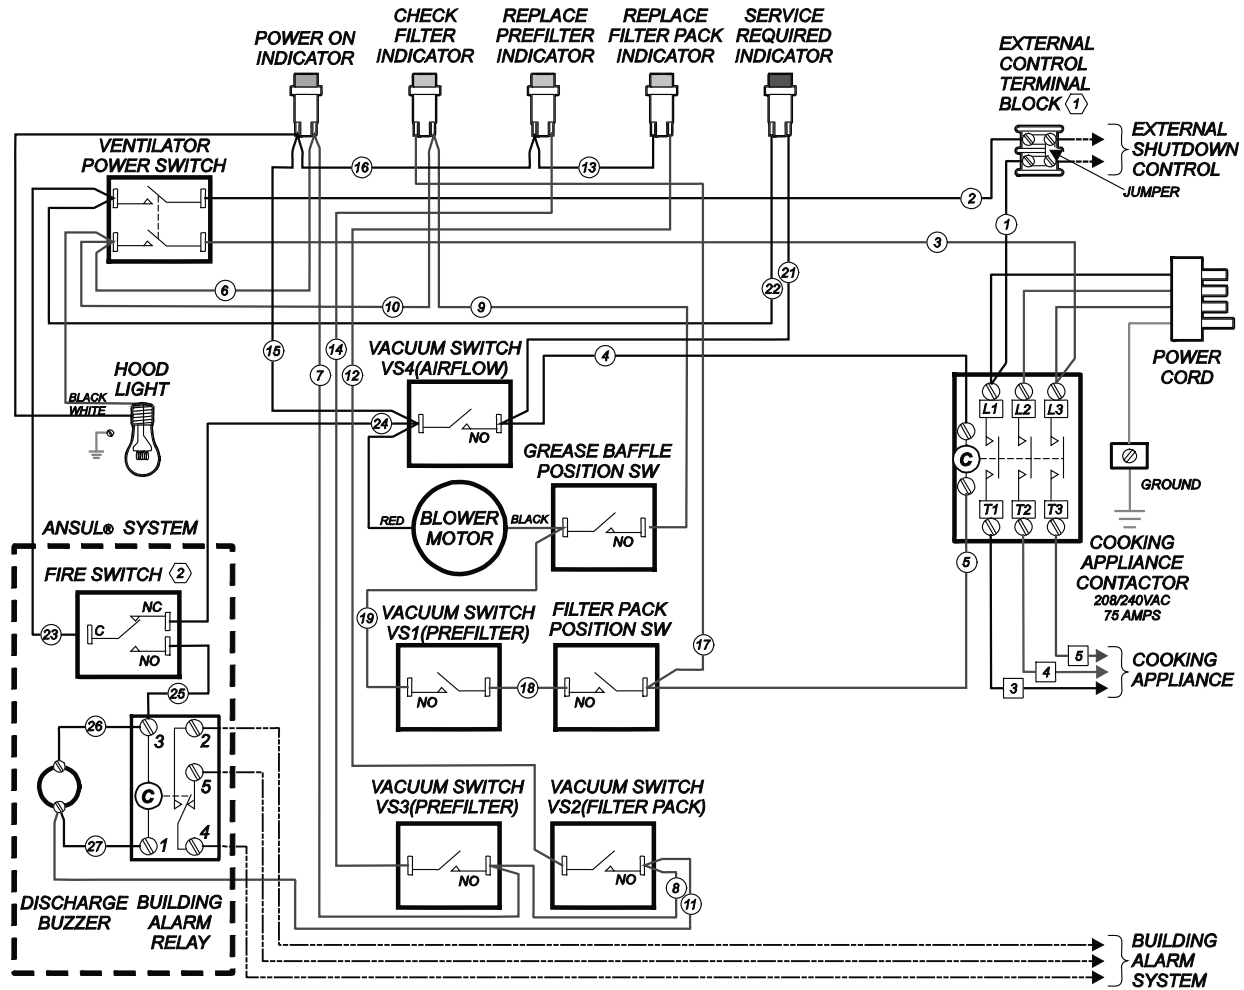 POWER ON
INDICATOR
CHECK
FILTER
INDICATOR
REPLACE
PREFILTER
INDICATOR
REPLACE
FILTER PACK
INDICATOR
SERVICE
REQUIRED
INDICATOR
EXTERNAL
CONTROL
TERMINAL
BLOCK 1
EXTERNAL
SHUTDOWN
CONTROL
JUMPER
VENTILATOR
POWER SWITCH
16
13
2
1
3
6
10
9
22
21
15
7
14
12
4
VACUUM SWITCH
VS4(AIRFLOW)
NO
24
HOOD
LIGHT
BLACK
WHITE
POWER
CORD
L1
L2
L3
C
T1
T2
T3
GROUND
COOKING
APPLIANCE
CONTACTOR
208/240VAC
75 AMPS
5
GREASE BAFFLE
POSITION SW
NO
RED
BLOWER
MOTOR
BLACK
ANSUL® SYSTEM
FIRE SWITCH 2
NC
C
NO
23
25
19
VACUUM SWITCH
VS1(PREFILTER)
NO
18
FILTER PACK
POSITION SW
NO
17
5
4
3
COOKING
APPLIANCE
26
3
2
5
C
27
1
4
VACUUM SWITCH
VS3(PREFILTER)
NO
VACUUM SWITCH
VS2(FILTER PACK)
NO
8
11
DISCHARGE
BUZZER
BUILDING
ALARM
RELAY
BUILDING
ALARM
SYSTEM